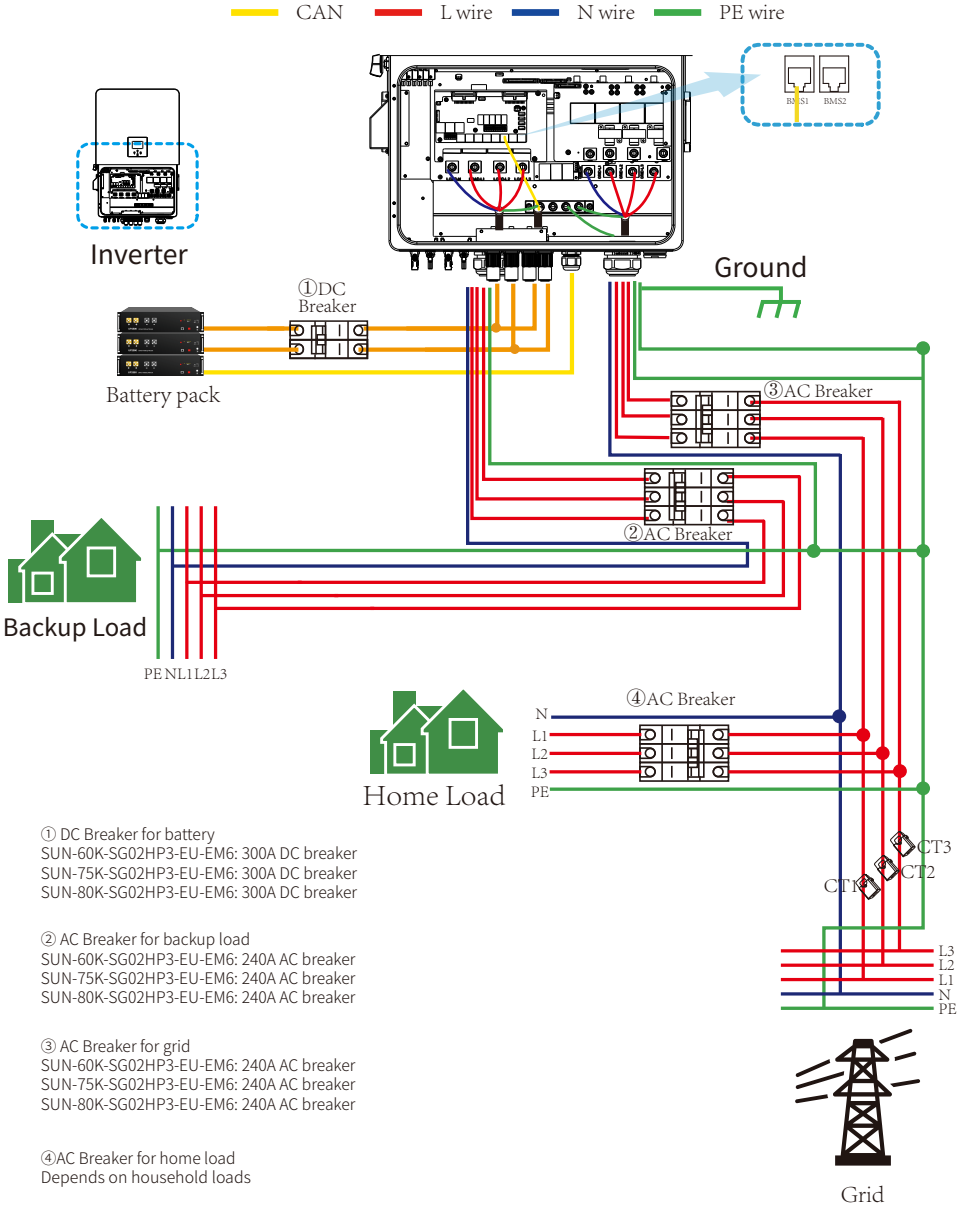 CAN L wire N wire PE wire
BMS1 BMS2
Inverter
Ground
①DC
Breaker
Battery pack
③AC Breaker
②AC Breaker
Backup Load
PE N L1 L2 L3
④AC Breaker
N
L1
L2
L3
PE
Home Load
① DC Breaker for battery
SUN-60K-SG02HP3-EU-EM6: 300A DC breaker
SUN-75K-SG02HP3-EU-EM6: 300A DC breaker
SUN-80K-SG02HP3-EU-EM6: 300A DC breaker
CT3
CT2
CT1
② AC Breaker for backup load
SUN-60K-SG02HP3-EU-EM6: 240A AC breaker
SUN-75K-SG02HP3-EU-EM6: 240A AC breaker
SUN-80K-SG02HP3-EU-EM6: 240A AC breaker
L3
L2
L1
N
PE
③ AC Breaker for grid
SUN-60K-SG02HP3-EU-EM6: 240A AC breaker
SUN-75K-SG02HP3-EU-EM6: 240A AC breaker
SUN-80K-SG02HP3-EU-EM6: 240A AC breaker
④AC Breaker for home load
Depends on household loads
Grid